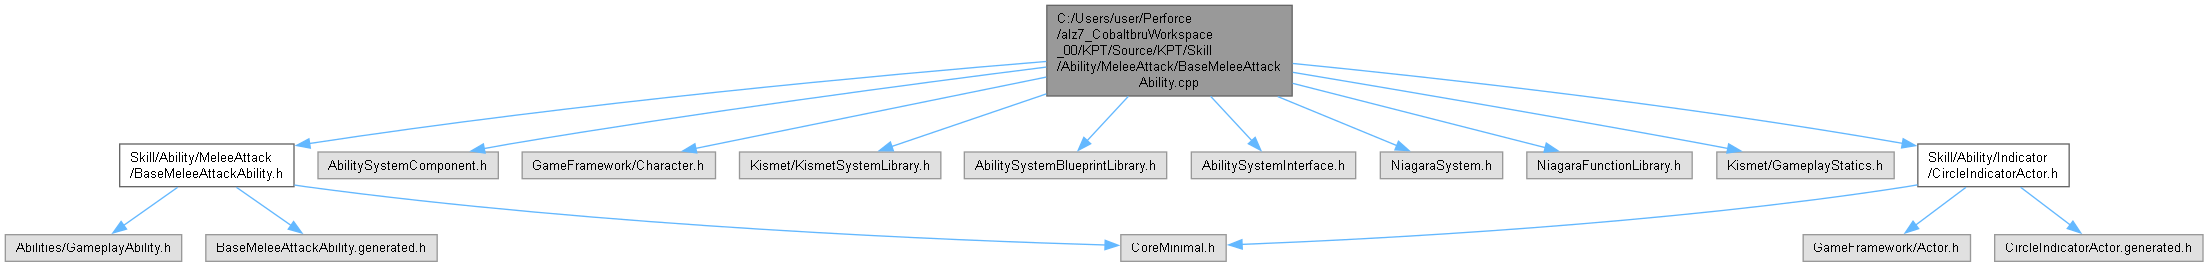 C:/Users/user/Perforce
/alz7_CobaltbruWorkspace
_00/KPT/Source/KPT/Skill
/Ability/MeleeAttack/BaseMeleeAttack
Ability.cpp
Skill/Ability/MeleeAttack
/BaseMeleeAttackAbility.h
AbilitySystemComponent.h
GameFramework/Character.h
Kismet/KismetSystemLibrary.h
AbilitySystemBlueprintLibrary.h
AbilitySystemInterface.h
NiagaraSystem.h
NiagaraFunctionLibrary.h
Kismet/GameplayStatics.h
Skill/Ability/Indicator
/CircleIndicatorActor.h
Abilities/GameplayAbility.h
BaseMeleeAttackAbility.generated.h
CoreMinimal.h
GameFramework/Actor.h
CircleIndicatorActor.generated.h